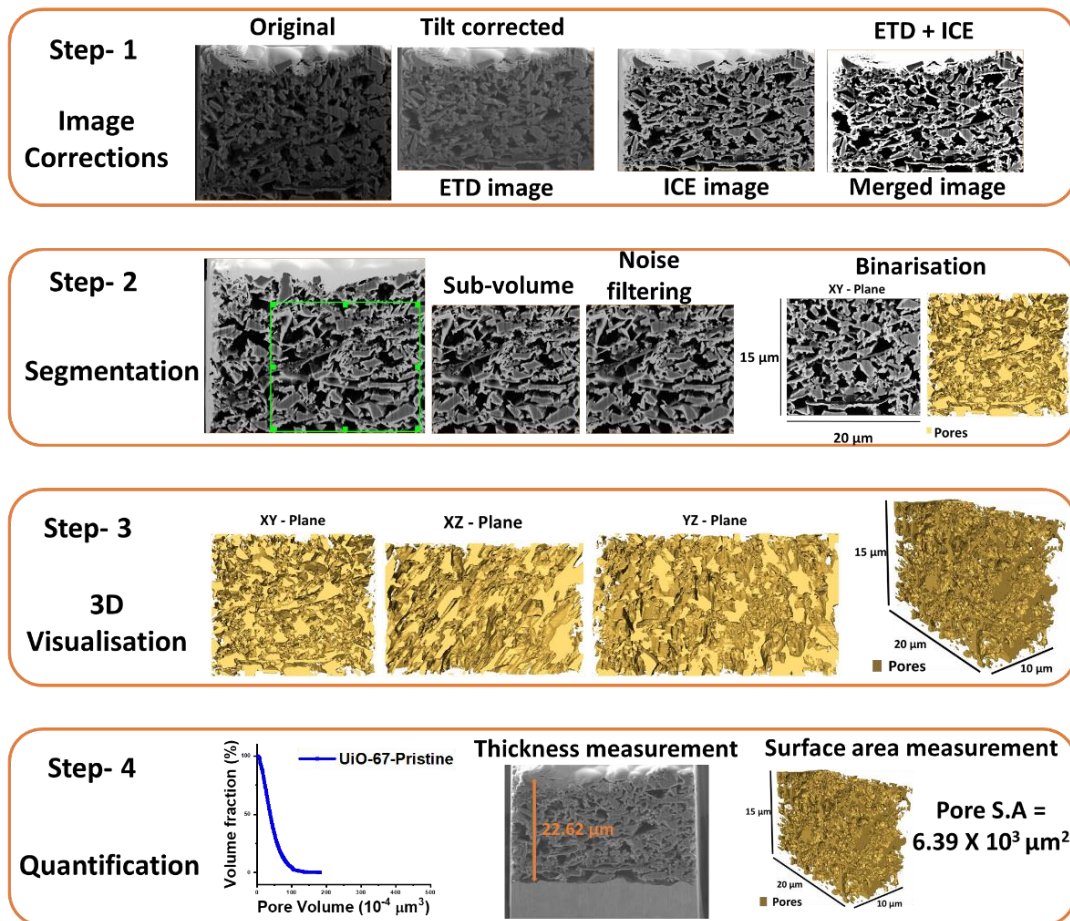 Step- 1
Image
Corrections
Original
Tilt corrected
ETD image
ICE image
ETD + ICE
Merged image
Step- 2
Segmentation
Sub-volume
Noise
filtering
Binarisation
XY - Plane
15 µm
20 µm
Pores
Step- 3
3D
Visualisation
XY - Plane
XZ - Plane
YZ - Plane
15 µm
20 µm
10 µm
Pores
Step- 4
Quantification
Volume fraction (%)
100
50
0
UiO-67-Pristine
0 100 200 300 400 500
Pore Volume (10⁻⁴ µm³)
Thickness measurement
22.62 µm
Surface area measurement
15 µm
20 µm
10 µm
Pores
Pore S.A =
6.39 X 10³ µm²